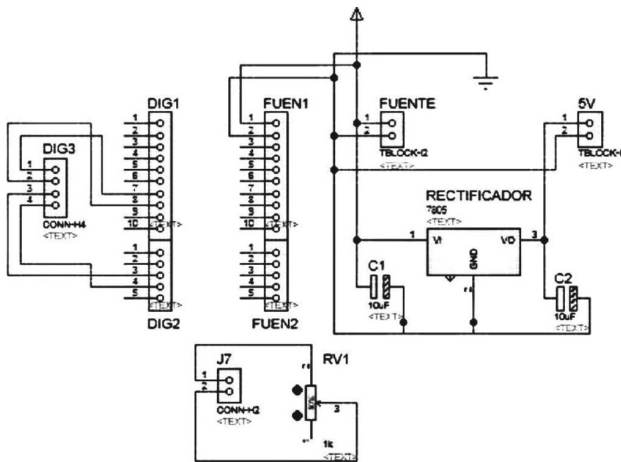 DIG1
1
2
3
4
5
6
7
8
9
10
<TEXT>
1
2
3
4
5
<TEXT>
DIG2
DIG3
1
2
3
4
CONN-H4
<TEXT>
FUEN1
1
2
3
4
5
6
7
8
9
10
<TEXT>
1
2
3
4
5
<TEXT>
FUEN2
FUENTE
1
2
TBLOCK-I2
<TEXT>
5V
1
2
<TEXT>
RECTIFICADOR
7805
<TEXT>
1
VI
VO
3
GND
C1
10uF
<TEXT>
C2
10uF
<TEXT>
J7
1
2
CONN-H2
<TEXT>
RV1
3
1k
<TEXT>